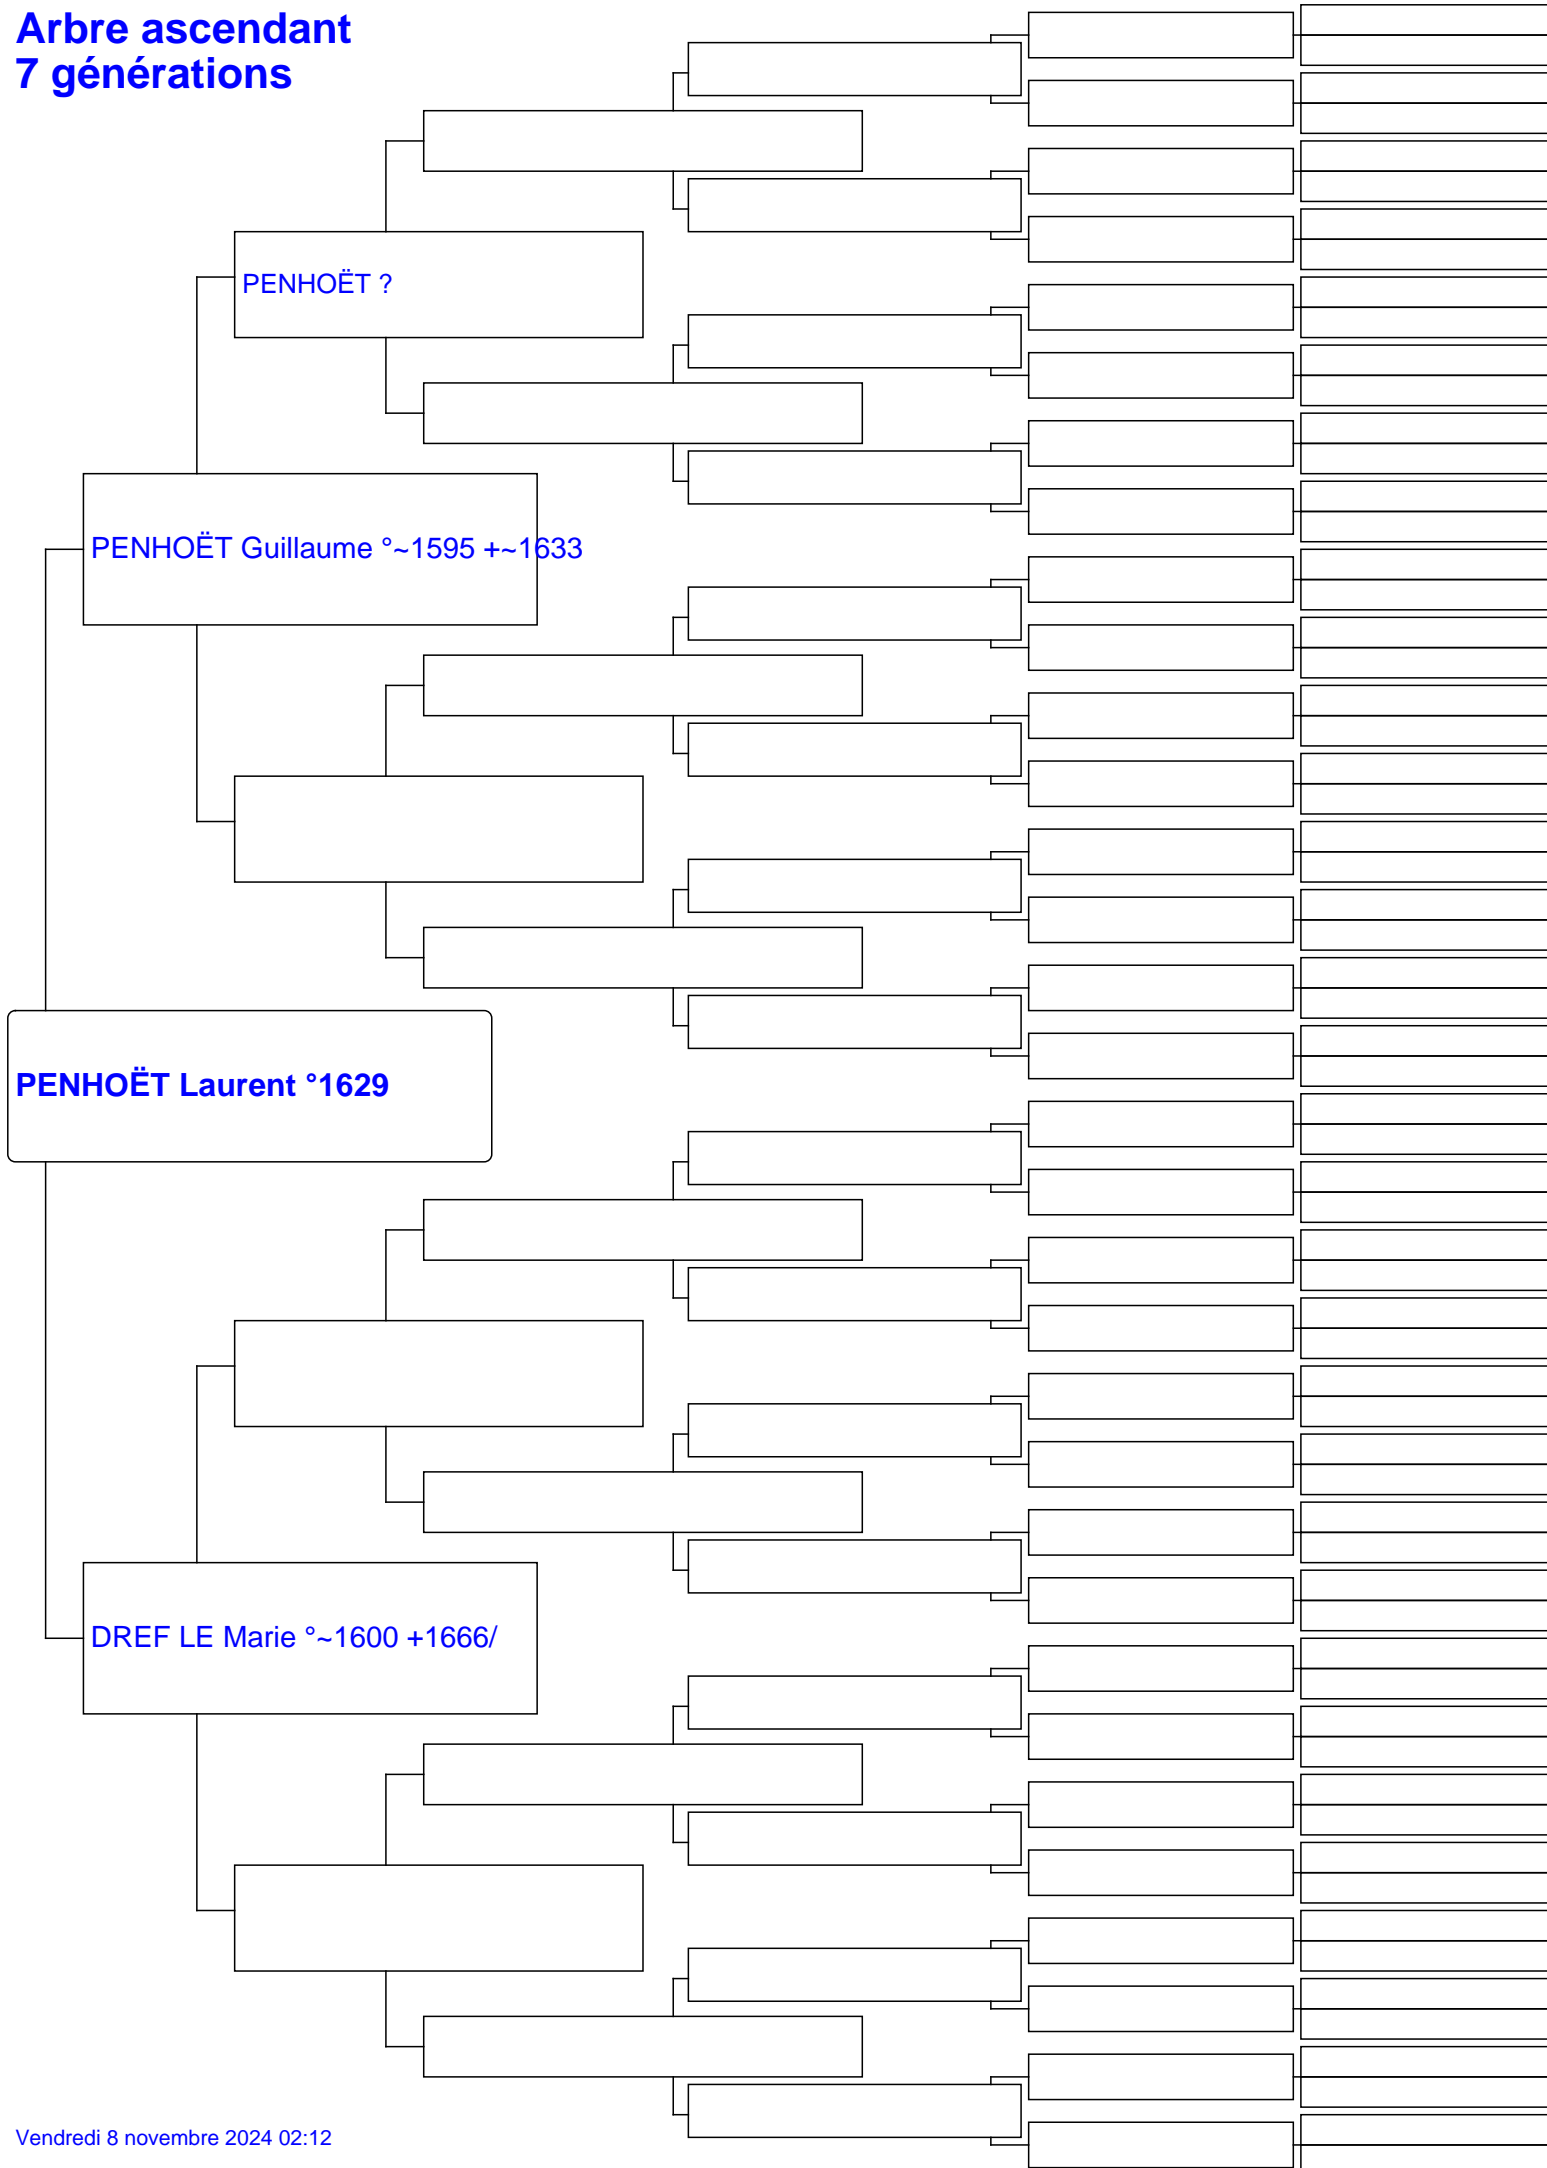 Arbre ascendant
7 générations
PENHOËT ?
PENHOËT Guillaume °~1595 +~1633
PENHOËT Laurent °1629
DREF LE Marie °~1600 +1666/
Vendredi 8 novembre 2024 02:12